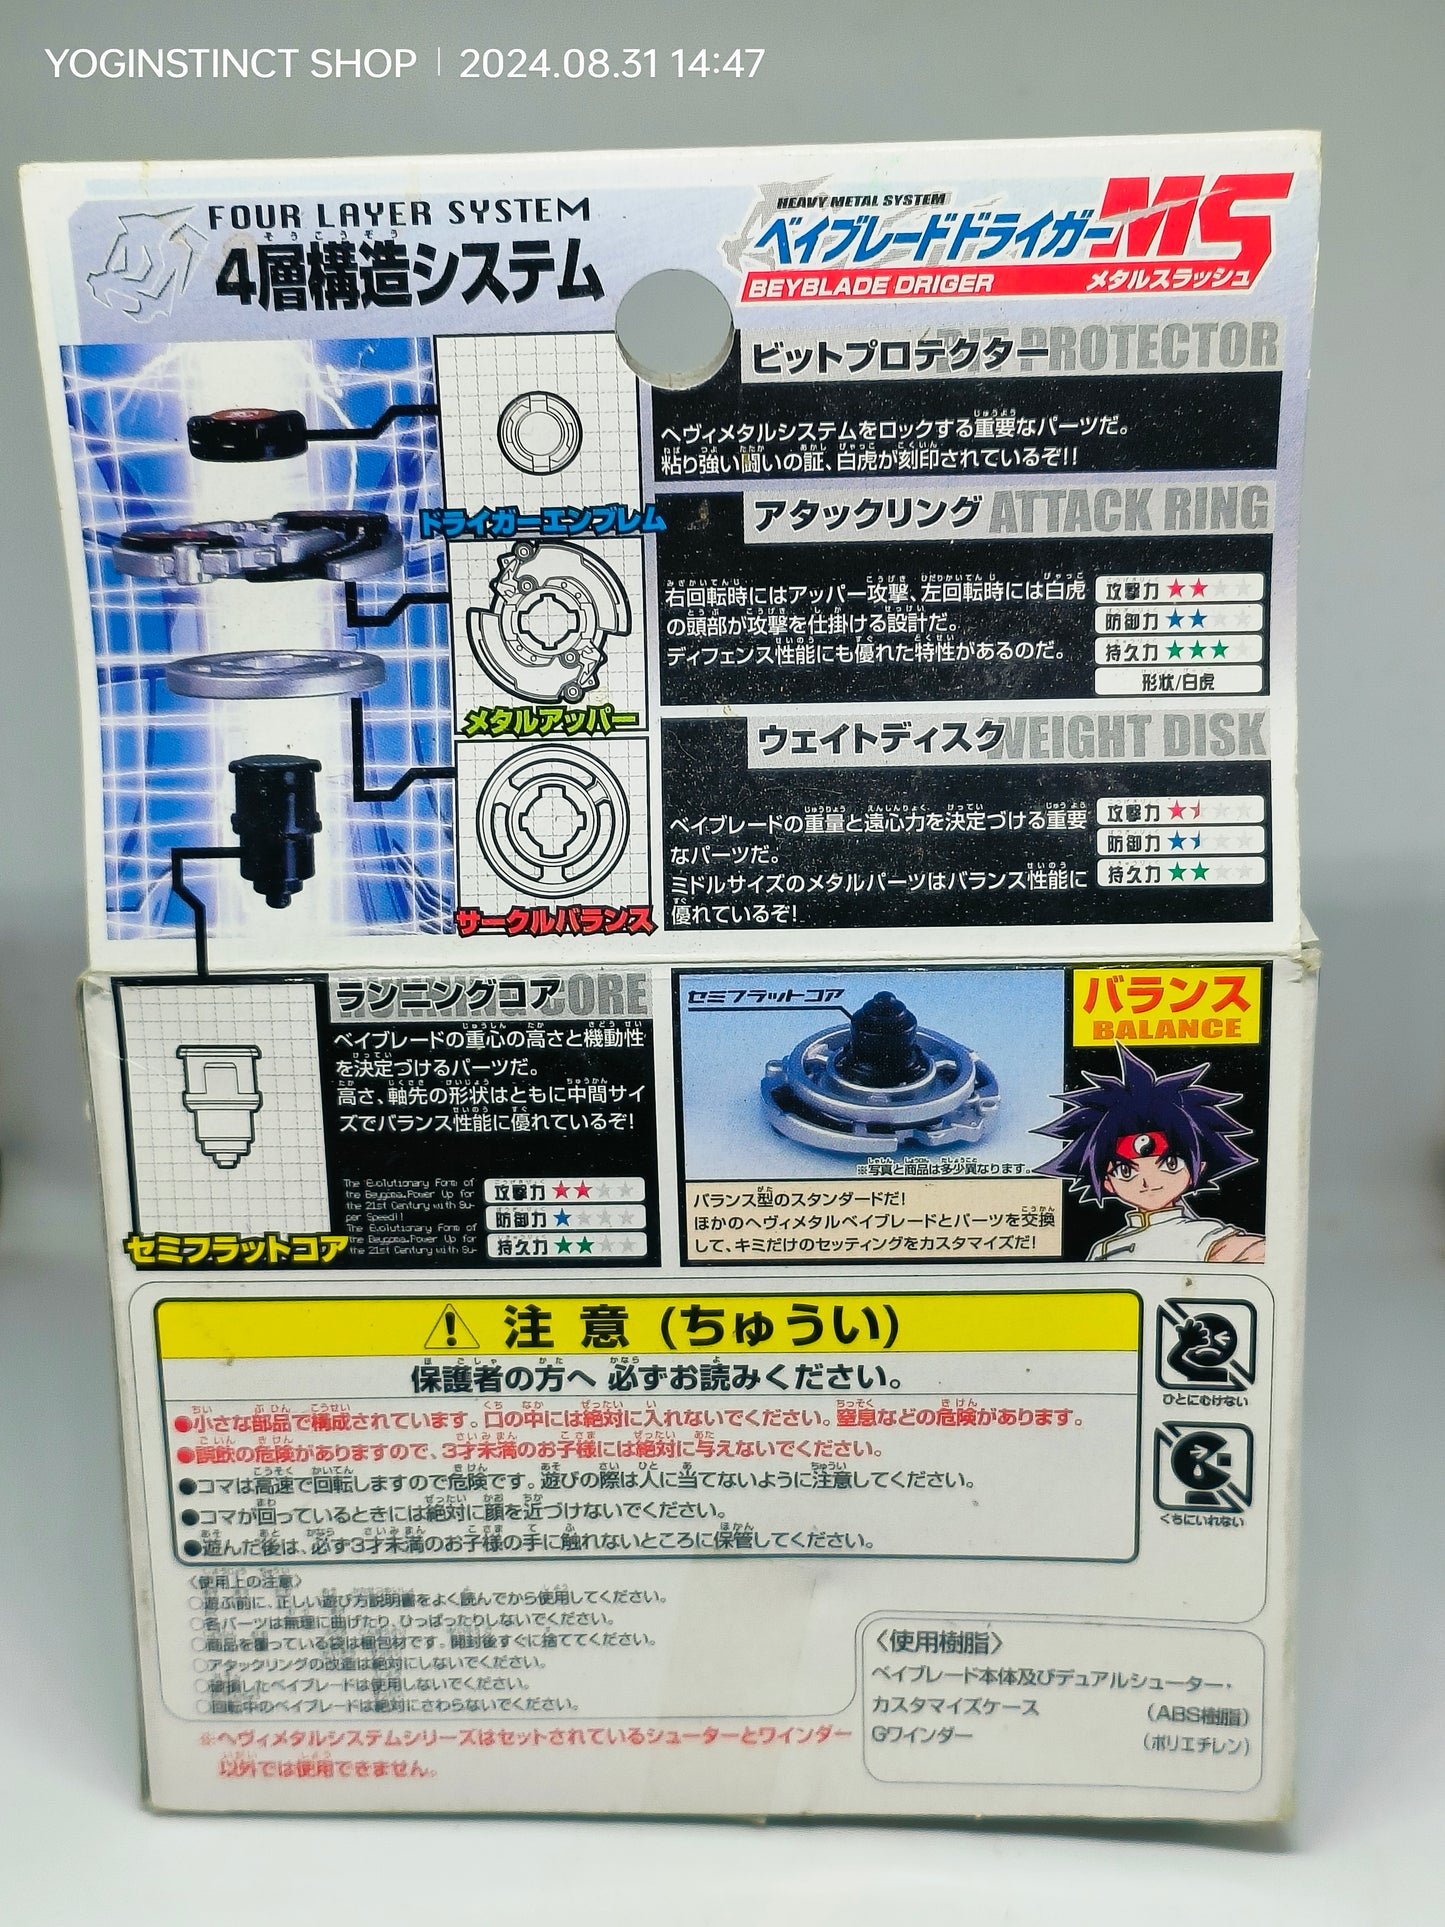 YOGINSTINCT SHOP | 2024.08.31 14:47
FOUR LAYER SYSTEM
4層構造システム
HEAVY METAL SYSTEM
ベイブレードドライガーMS
BEYBLADE DRIGER メタルスラッシュ
ビットプロテクター BIT PROTECTOR
ヘヴィメタルシステムをロックする重要なパーツだ。
粘り強い闘いの証、白虎が刻印されているぞ!!
ドライガーエンブレム
アタックリング ATTACK RING
右回転時にはアッパー攻撃、左回転時には白虎
の頭部が攻撃を仕掛ける設計だ。
ディフェンス性能にも優れた特性があるのだ。
攻撃力 ★★★★
防御力 ★★★★
持久力 ★★★★
形状/白虎
メタルアッパー
ウェイトディスク WEIGHT DISK
ベイブレードの重量と遠心力を決定づける重要
なパーツだ。
ミドルサイズのメタルパーツはバランス性能に
優れているぞ!
攻撃力 ★★★★
防御力 ★★★★
持久力 ★★★★
サークルバランス
ランニングコア RUNNING CORE
ベイブレードの重心の高さと機動性
を決定づけるパーツだ。
高さ、軸先の形状はともに中間サイ
ズでバランス性能に優れているぞ!
The Evolutionary Form of
the Beygoma.Power Up for
the 21st Century with Su-
per Speed!!
The Evolutionary Form of
the Beygoma.Power Up for
the 21st Century with Su-
攻撃力 ★★★★
防御力 ★★★★
持久力 ★★★★
セミフラットコア
セミフラットコア
バランス
BALANCE
※写真と商品は多少異なります。
バランス型のスタンダードだ!
ほかのヘヴィメタルベイブレードとパーツを交換
して、キミだけのセッティングをカスタマイズだ!
注意(ちゅうい)
保護者の方へ 必ずお読みください。
●小さな部品で構成されています。口の中には絶対に入れないでください。窒息などの危険があります。
●誤飲の危険がありますので、3才未満のお子様には絶対に与えないでください。
●コマは高速で回転しますので危険です。遊びの際は人に当てないように注意してください。
●コマが回っているときには絶対に顔を近づけないでください。
●遊んだ後は、必ず3才未満のお子様の手に触れないところに保管してください。
ひとにむけない
くちにいれない
〈使用上の注意〉
○遊ぶ前に、正しい遊び方説明書をよく読んでから使用してください。
○各パーツは無理に曲げたり、ひっぱったりしないでください。
○商品を覆っている袋は梱包材です。開封後すぐに捨ててください。
○アタックリングの改造は絶対にしないでください。
○破損したベイブレードは使用しないでください。
○回転中のベイブレードは絶対にさわらないでください。
※ヘヴィメタルシステムシリーズはセットされているシューターとワインダー
以外では使用できません。
〈使用樹脂〉
ベイブレード本体及びデュアルシューター・
カスタマイズケース (ABS樹脂)
Gワインダー (ポリエチレン)